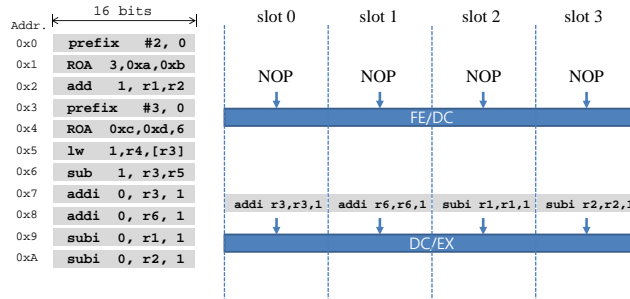 16 bits
Addr.
0x0 prefix #2, 0
0x1 ROA 3,0xa,0xb
0x2 add 1, r1,r2
0x3 prefix #3, 0
0x4 ROA 0xc,0xd,6
0x5 lw 1,r4,[r3]
0x6 sub 1, r3,r5
0x7 addi 0, r3, 1
0x8 addi 0, r6, 1
0x9 subi 0, r1, 1
0xA subi 0, r2, 1
slot 0 slot 1 slot 2 slot 3
NOP NOP NOP NOP
FE/DC
addi r3,r3,1 addi r6,r6,1 subi r1,r1,1 subi r2,r2,1
DC/EX